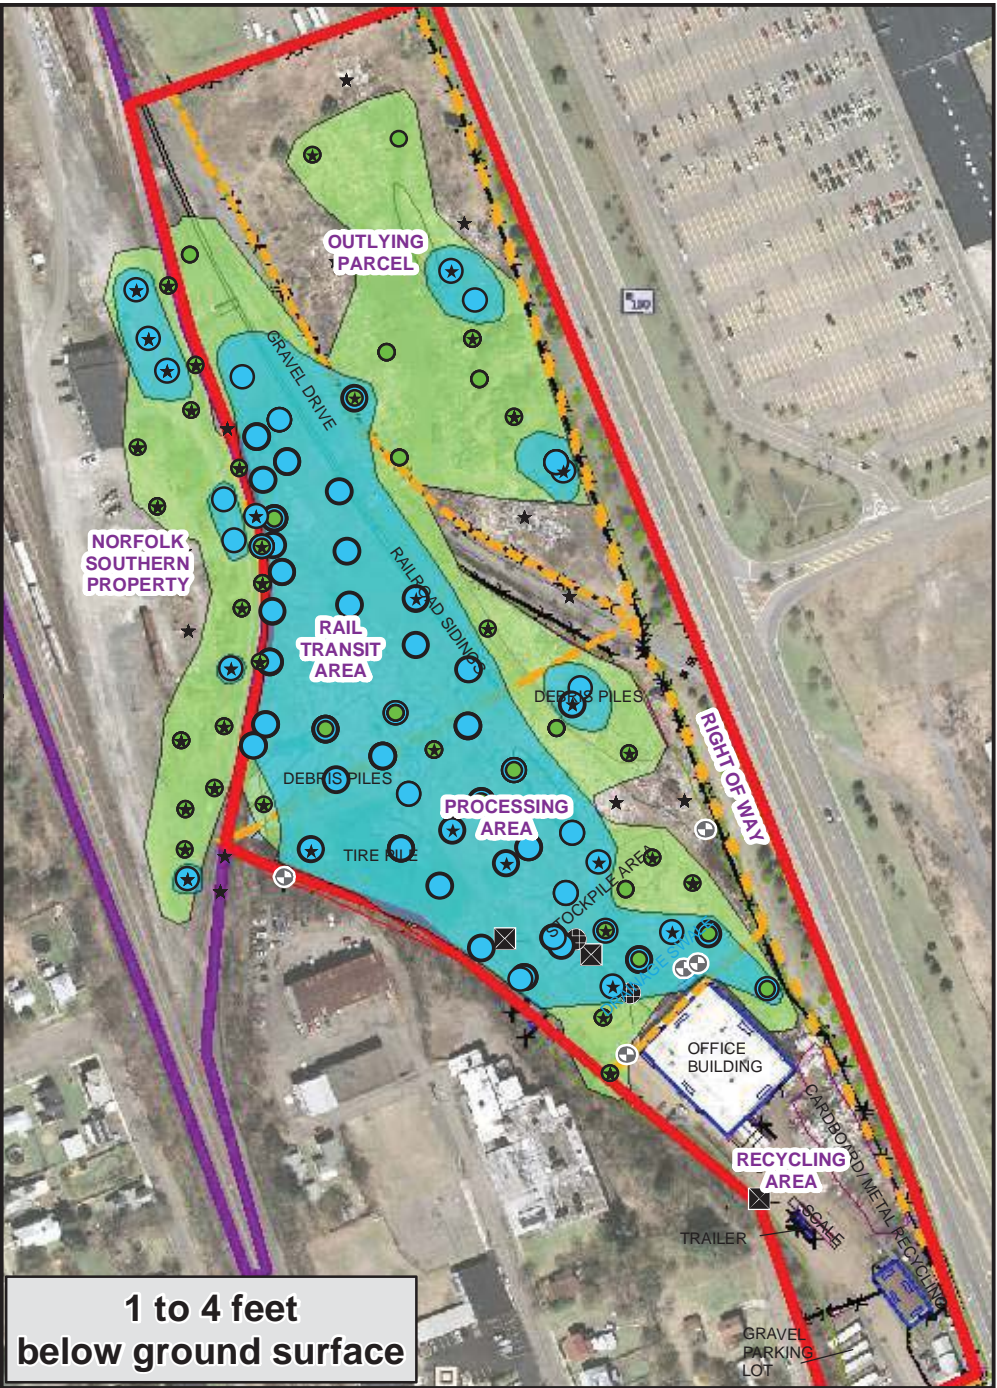 OUTLYING
PARCEL
GRAVEL DRIVE
NORFOLK
SOUTHERN
PROPERTY
RAILROAD SIDINGS
RAIL
TRANSIT
AREA
DEBRIS PILES
RIGHT OF WAY
DEBRIS PILES
PROCESSING
AREA
TIRE PILE
STOCKPILE AREA
OFFICE
BUILDING
CARDBOARD/ METAL RECYCLING
RECYCLING
AREA
SCALE
TRAILER
GRAVEL
PARKING
LOT
1 to 4 feet
below ground surface